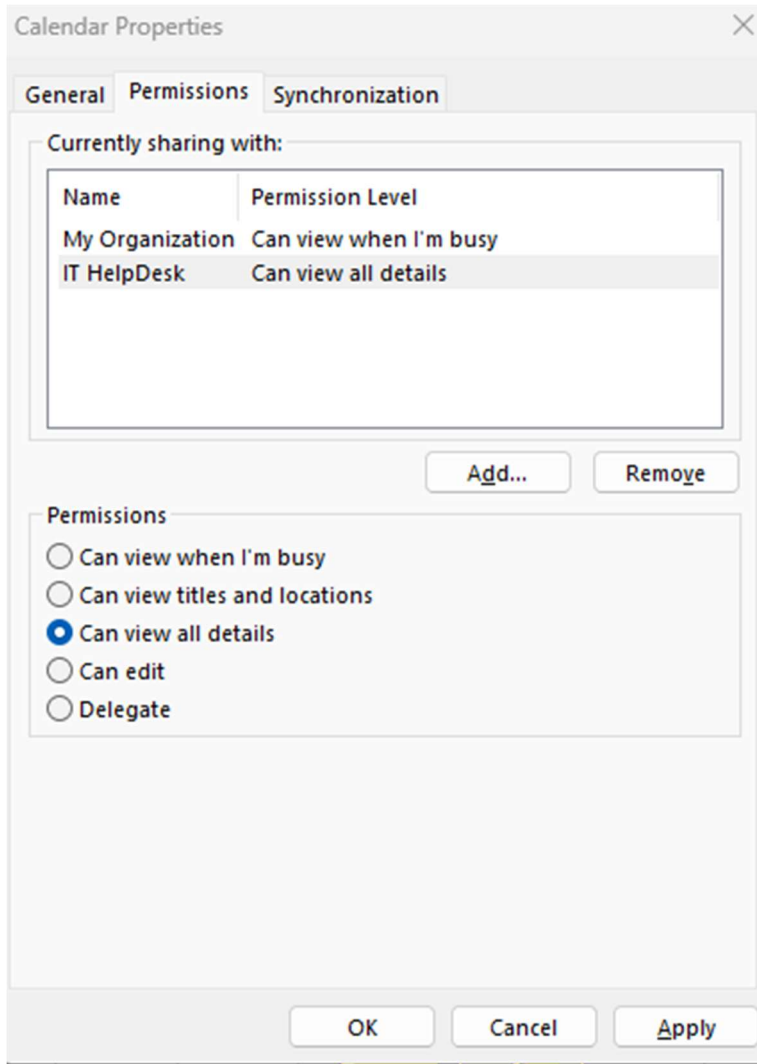 Calendar Properties
General Permissions Synchronization
Currently sharing with:
Name Permission Level
My Organization Can view when I'm busy
IT HelpDesk Can view all details
Add... Remove
Permissions
Can view when I'm busy
Can view titles and locations
Can view all details
Can edit
Delegate
OK Cancel Apply